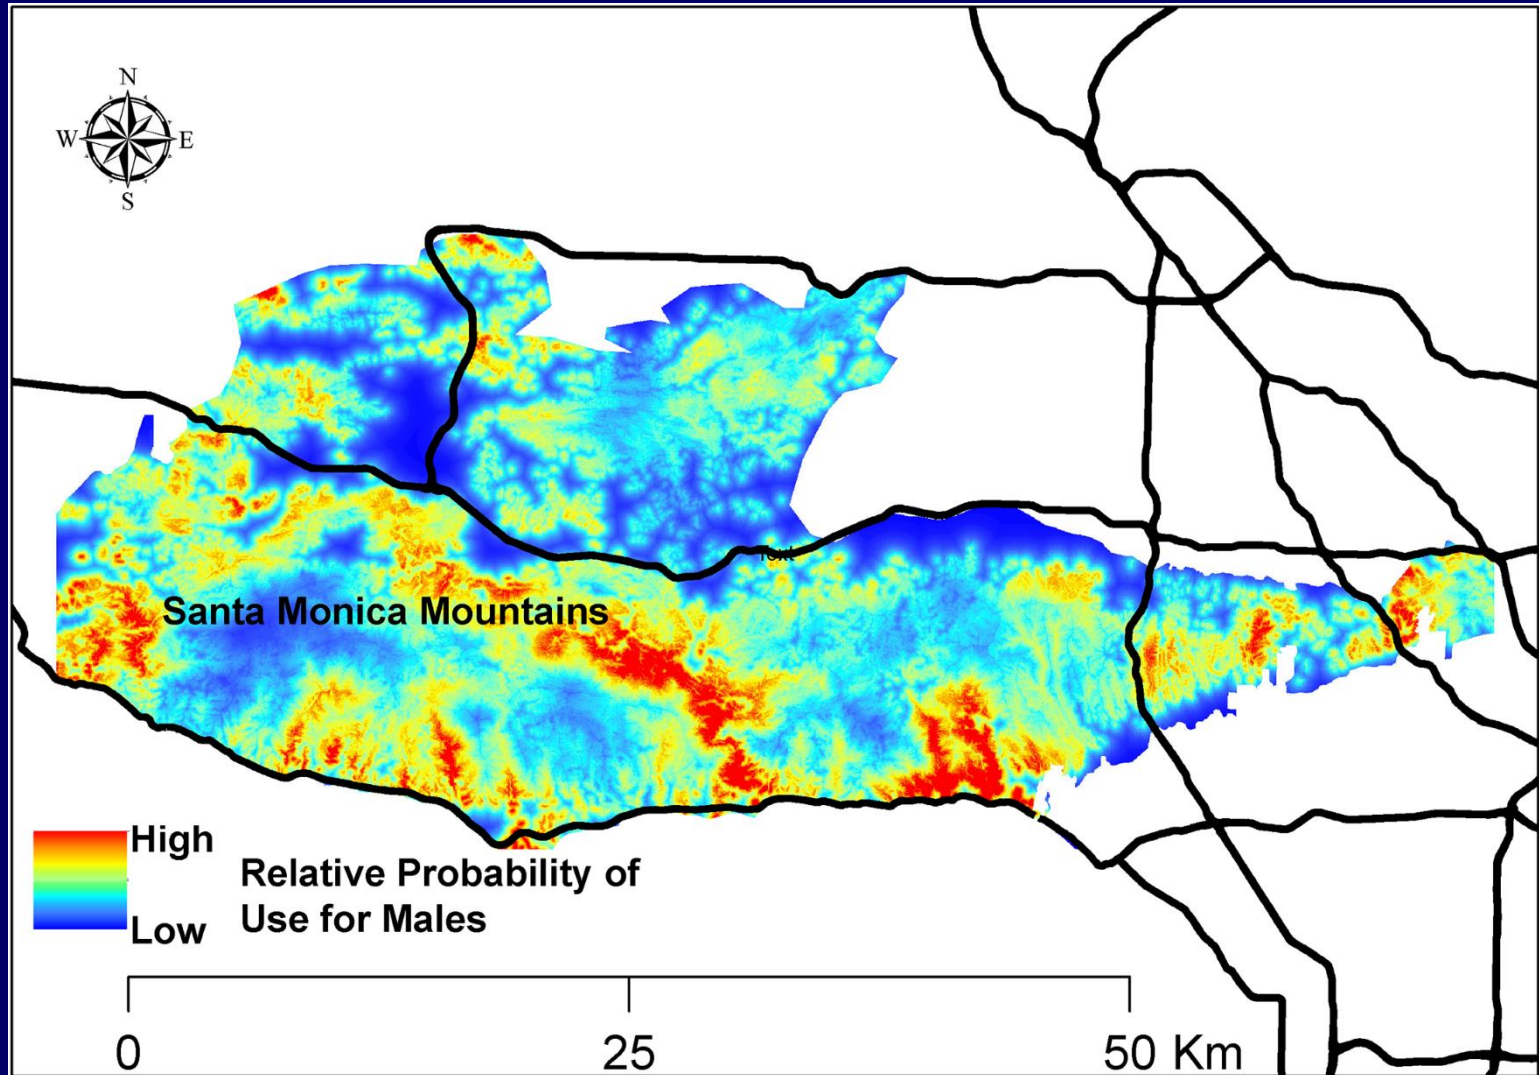 N
W E
S
Santa Monica Mountains
High
Relative Probability of
Use for Males
Low
0 25 50 Km